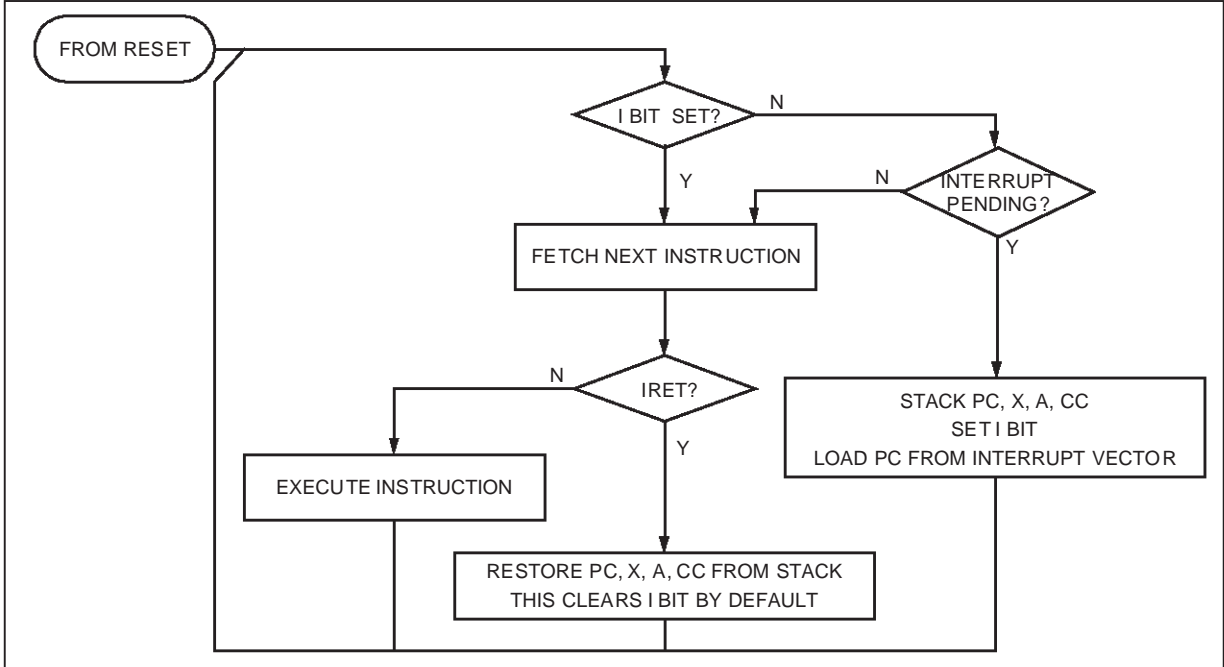 FROM RESET
I BIT SET?
N
Y
INTERRUPT
PENDING?
N
Y
FETCH NEXT INSTRUCTION
IRET?
N
Y
STACK PC, X, A, CC
SET I BIT
LOAD PC FROM INTERRUPT VECTOR
EXECUTE INSTRUCTION
RESTORE PC, X, A, CC FROM STACK
THIS CLEARS I BIT BY DEFAULT